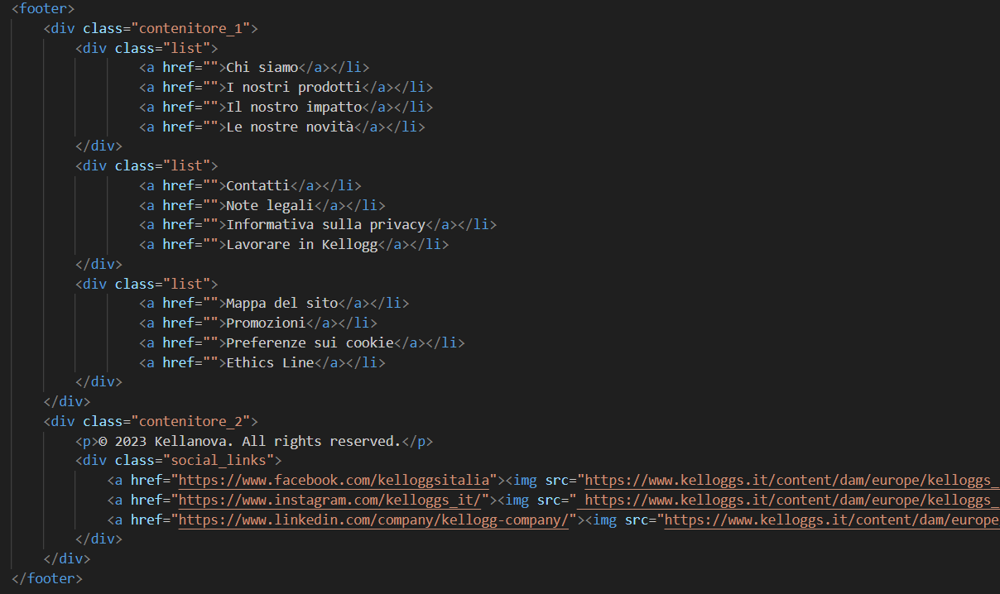 <footer>
<div class="contenitore_1">
<div class="list">
<a href="">Chi siamo</a></li>
<a href="">I nostri prodotti</a></li>
<a href="">Il nostro impatto</a></li>
<a href="">Le nostre novità</a></li>
</div>
<div class="list">
<a href="">Contatti</a></li>
<a href="">Note legali</a></li>
<a href="">Informativa sulla privacy</a></li>
<a href="">Lavorare in Kellogg</a></li>
</div>
<div class="list">
<a href="">Mappa del sito</a></li>
<a href="">Promozioni</a></li>
<a href="">Preferenze sui cookie</a></li>
<a href="">Ethics Line</a></li>
</div>
</div>
<div class="contenitore_2">
<p>© 2023 Kellanova. All rights reserved.</p>
<div class="social_links">
<a href="https://www.facebook.com/kelloggsitalia"><img src="https://www.kelloggs.it/content/dam/europe/kelloggs_
<a href="https://www.instagram.com/kelloggs_it/"><img src=" https://www.kelloggs.it/content/dam/europe/kelloggs_
<a href="https://www.linkedin.com/company/kellogg-company/"><img src="https://www.kelloggs.it/content/dam/europe
</div>
</div>
</footer>